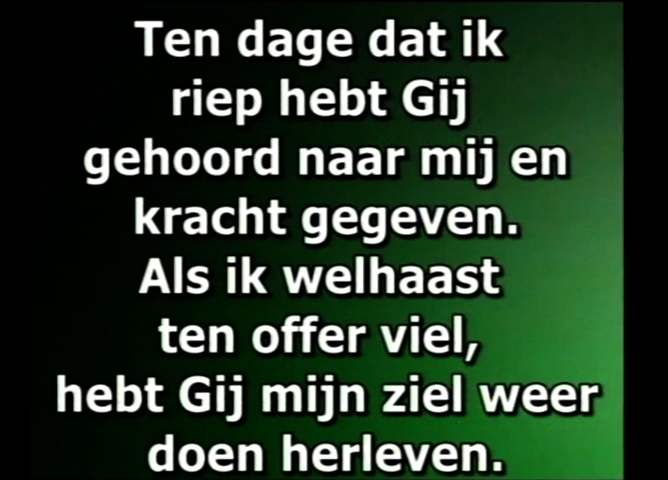 Ten dage dat ik
riep hebt Gij
gehoord naar mij en
kracht gegeven.
Als ik welhaast
ten offer viel,
hebt Gij mijn ziel weer
doen herleven.